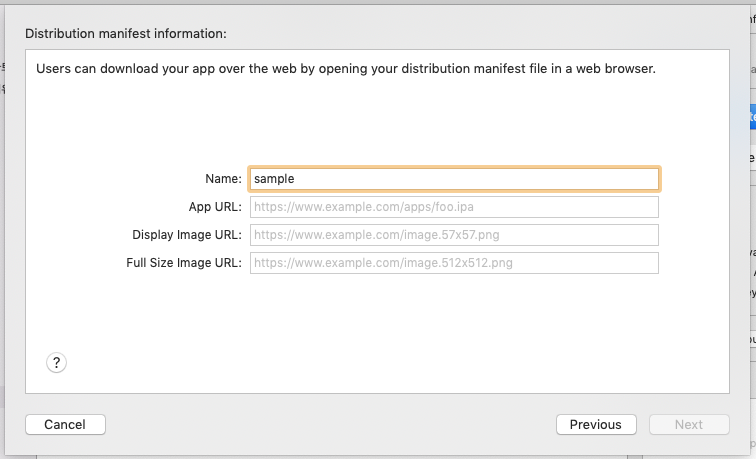 Distribution manifest information:
Users can download your app over the web by opening your distribution manifest file in a web browser.
Name: sample
App URL: https://www.example.com/apps/foo.ipa
Display Image URL: https://www.example.com/image.57x57.png
Full Size Image URL: https://www.example.com/image.512x512.png
?
Cancel Previous Next